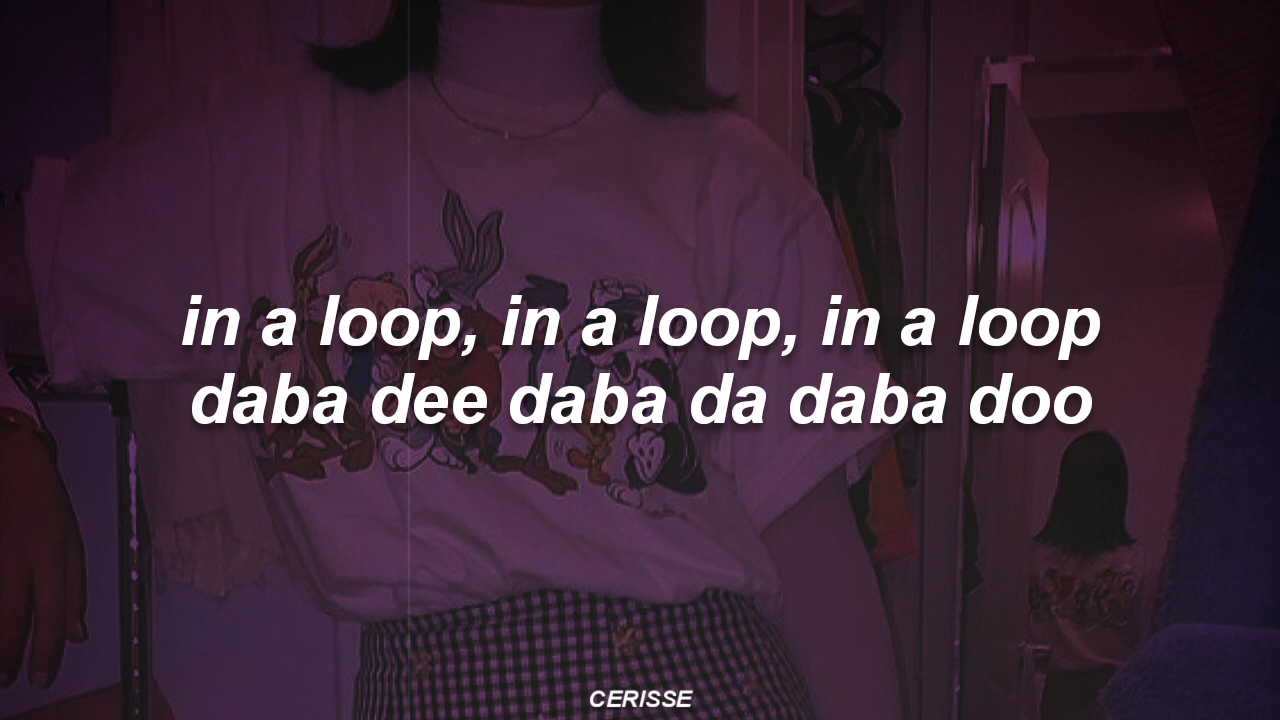 in a loop, in a loop, in a loop
daba dee daba da daba doo
CERISSE